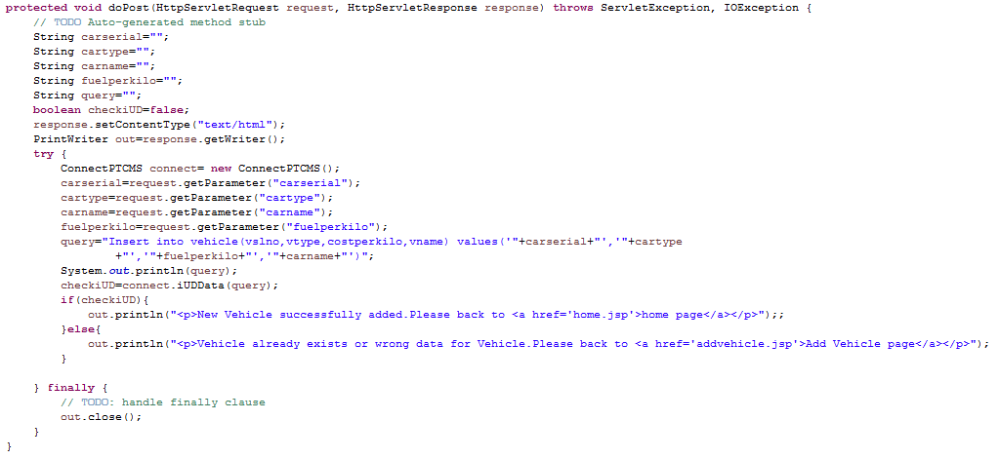 protected void doPost(HttpServletRequest request, HttpServletResponse response) throws ServletException, IOException {
// TODO Auto-generated method stub
String carserial="";
String cartype="";
String carname="";
String fuelperkilo="";
String query="";
boolean checkiUD=false;
response.setContentType("text/html");
PrintWriter out=response.getWriter();
try {
ConnectPTCMS connect= new ConnectPTCMS();
carserial=request.getParameter("carserial");
cartype=request.getParameter("cartype");
carname=request.getParameter("carname");
fuelperkilo=request.getParameter("fuelperkilo");
query="Insert into vehicle(vslno,vtype,costperkilo,vname) values('"+carserial+"','"+cartype
+"','"+fuelperkilo+"','"+carname+"')";
System.out.println(query);
checkiUD=connect.iUDData(query);
if(checkiUD){
out.println("<p>New Vehicle successfully added.Please back to <a href='home.jsp'>home page</a></p>");;
}else{
out.println("<p>Vehicle already exists or wrong data for Vehicle.Please back to <a href='addvehicle.jsp'>Add Vehicle page</a></p>");
}
} finally {
// TODO: handle finally clause
out.close();
}
}